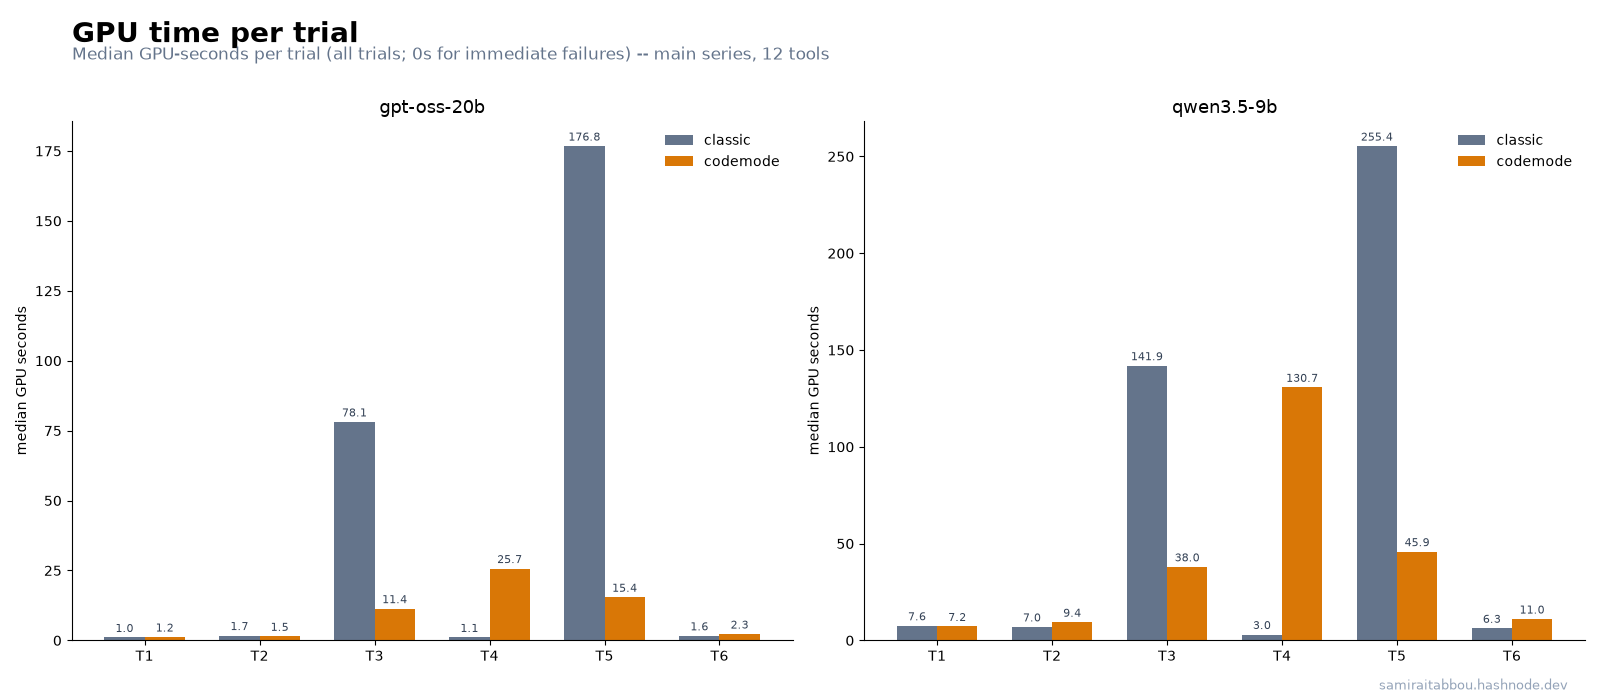 GPU time per trial
Median GPU-seconds per trial (all trials; 0s for immediate failures) -- main series, 12 tools
gpt-oss-20b
classic
codemode
median GPU seconds
175
150
125
100
75
50
25
0
1.0
1.2
1.7
1.5
78.1
11.4
1.1
25.7
176.8
15.4
1.6
2.3
T1
T2
T3
T4
T5
T6
qwen3.5-9b
classic
codemode
median GPU seconds
250
200
150
100
50
0
7.6
7.2
7.0
9.4
141.9
38.0
3.0
130.7
255.4
45.9
6.3
11.0
T1
T2
T3
T4
T5
T6
samiraitabbou.hashnode.dev